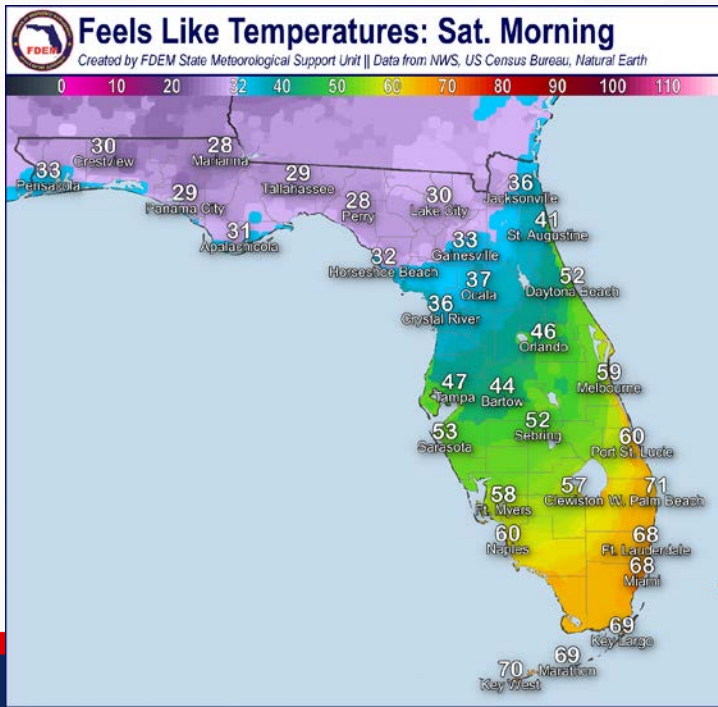 FDEM
Feels Like Temperatures: Sat. Morning
Created by FDEM State Meteorological Support Unit || Data from NWS, US Census Bureau, Natural Earth
0 10 20 32 40 50 60 70 80 90 100 110
30
Crestview
28
Marianna
33
Pensacola
29
Tallahassee
29
Panama City
28
Perry
30
Lake City
36
Jacksonville
31
Apalachicola
41
St. Augustine
32
Horseshoe Beach
33
Gainesville
37
Ocala
52
Daytona Beach
36
Crystal River
46
Orlando
47
Tampa
44
Bartow
59
Melbourne
53
Sarasota
52
Sebring
60
Port St. Lucie
58
Ft. Myers
57
Clewiston
71
W. Palm Beach
60
Naples
68
Ft. Lauderdale
68
Miami
69
Key Largo
69
Marathon
70
Key West